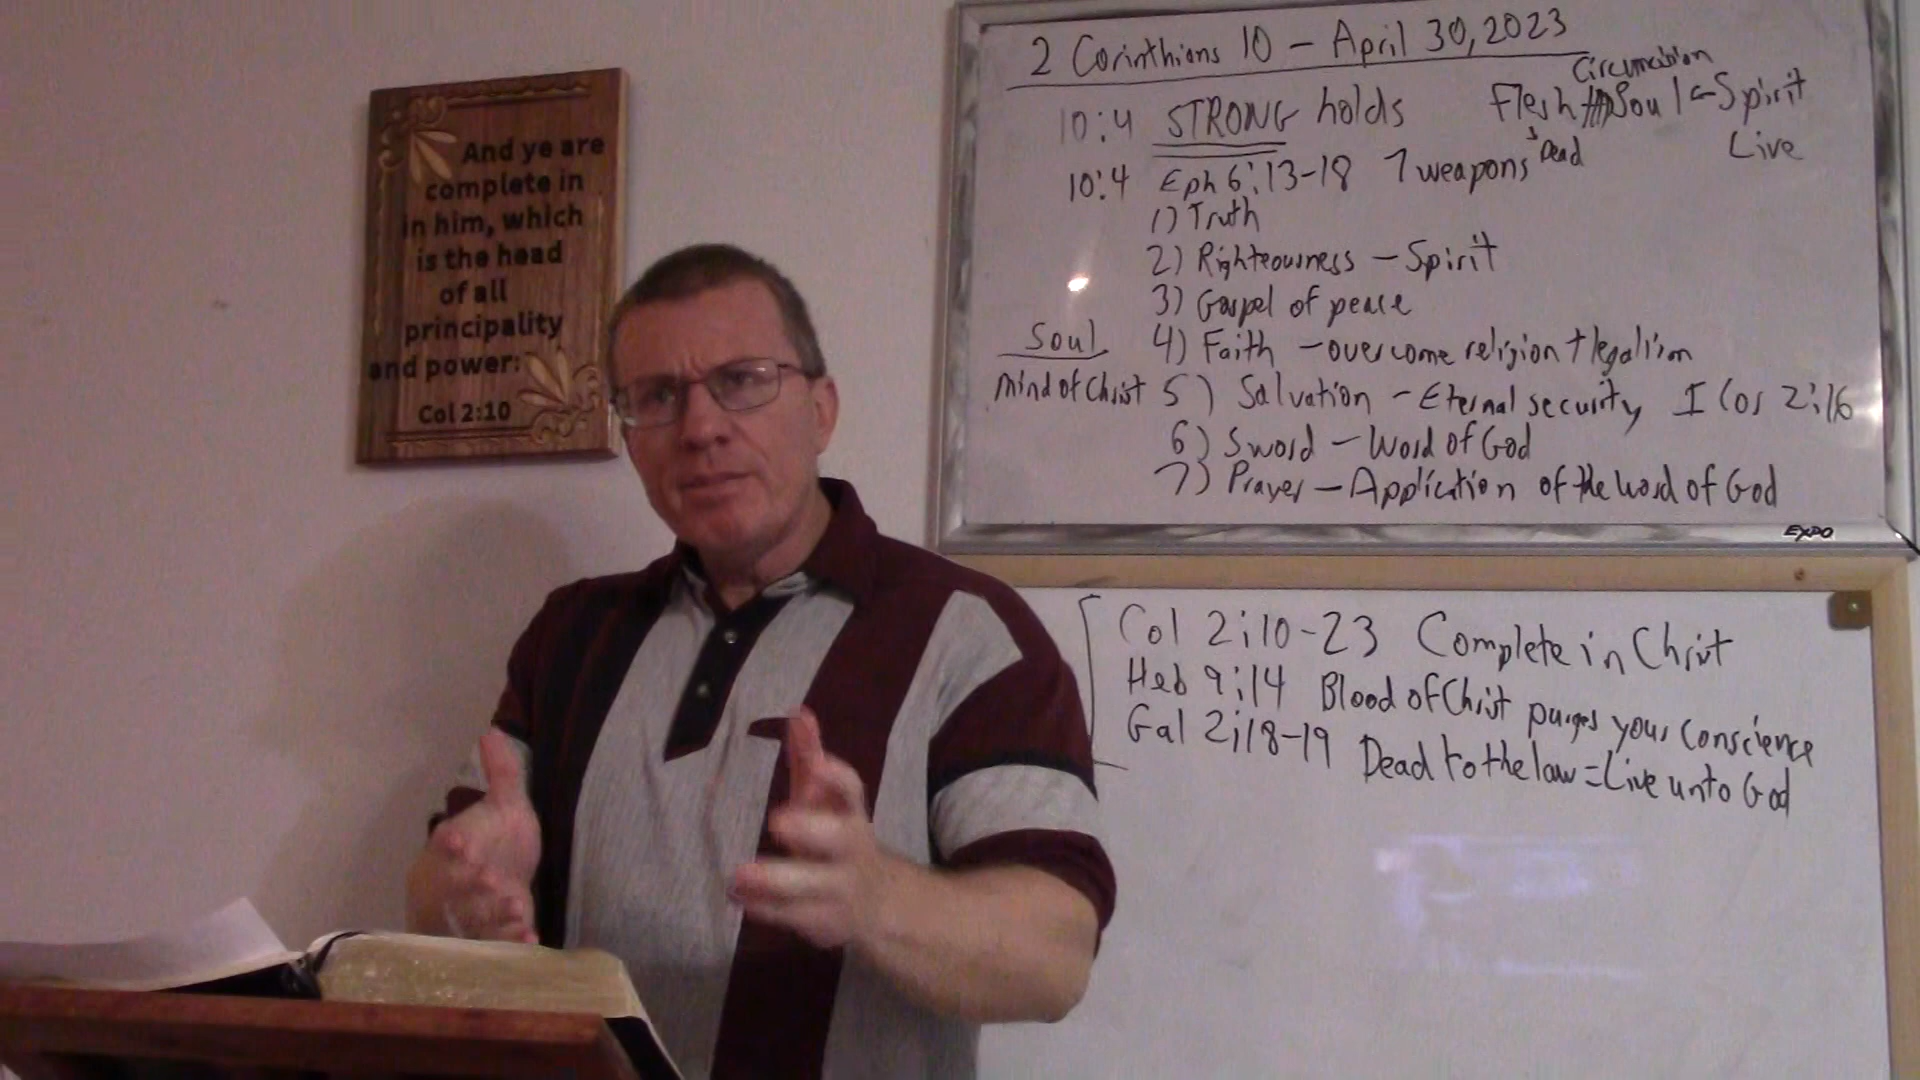 And ye are
complete in
in him, which
is the head
of all
principality
and power:
Col 2:10
2 Corinthians 10 - April 30, 2023
Circumcision
10:4 STRONG holds Flesh Soul Spirit
Dead Live
10:4 Eph 6:13-18 7 weapons
1) Truth
2) Righteousness - Spirit
3) Gospel of peace
Soul 4) Faith - overcome religion + legalism
mind of Christ 5) Salvation - Eternal security I Cor 2:16
6) Sword - Word of God
7) Prayer - Application of the word of God
EXPO
Col 2:10-23 Complete in Christ
Heb 9:14 Blood of Christ purges your conscience
Gal 2:18-19 Dead to the law = Live unto God